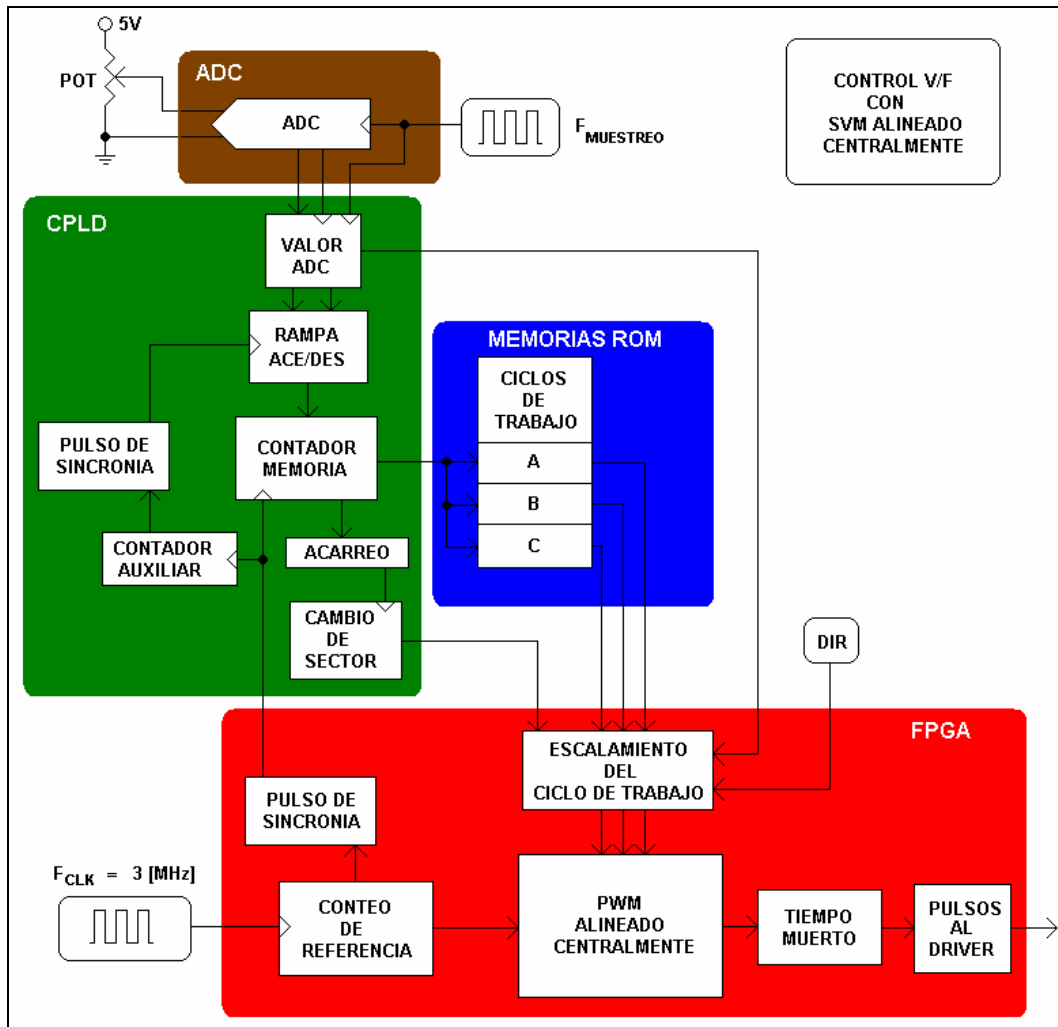 5V
POT
ADC
ADC
F MUESTREO
CONTROL V/F
CON
SVM ALINEADO
CENTRALMENTE
CPLD
VALOR
ADC
RAMPA
ACE/DES
PULSO DE
SINCRONIA
CONTADOR
MEMORIA
CONTADOR
AUXILIAR
ACARREO
CAMBIO
DE
SECTOR
MEMORIAS ROM
CICLOS
DE
TRABAJO
A
B
C
DIR
FPGA
ESCALAMIENTO
DEL
CICLO DE TRABAJO
PULSO DE
SINCRONIA
FCLK = 3 [MHz]
CONTEO
DE
REFERENCIA
PWM
ALINEADO
CENTRALMENTE
TIEMPO
MUERTO
PULSOS
AL
DRIVER